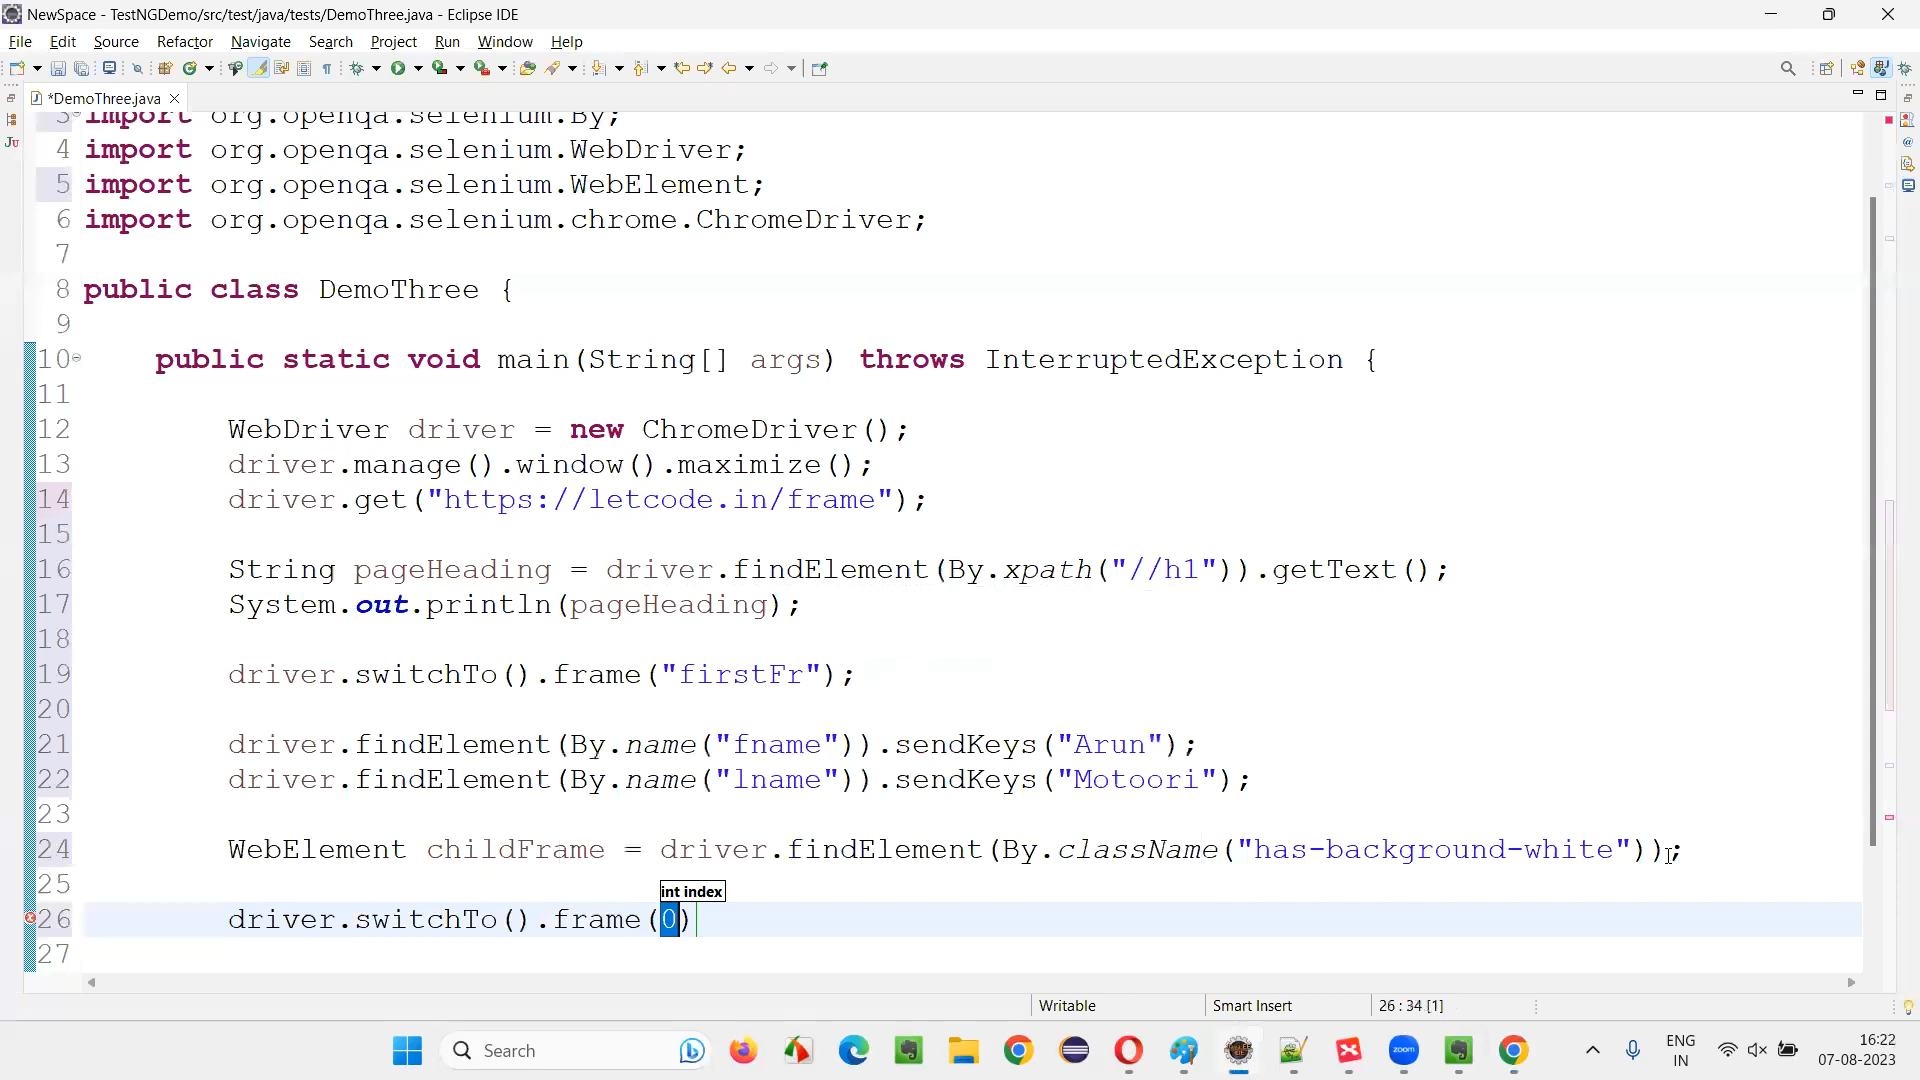 NewSpace - TestNGDemo/src/test/java/tests/DemoThree.java - Eclipse IDE
File Edit Source Refactor Navigate Search Project Run Window Help
*DemoThree.java
3 import org.openqa.selenium.By;
4 import org.openqa.selenium.WebDriver;
5 import org.openqa.selenium.WebElement;
6 import org.openqa.selenium.chrome.ChromeDriver;
7
8 public class DemoThree {
9
10 public static void main(String[] args) throws InterruptedException {
11
12 WebDriver driver = new ChromeDriver();
13 driver.manage().window().maximize();
14 driver.get("https://letcode.in/frame");
15
16 String pageHeading = driver.findElement(By.xpath("//h1")).getText();
17 System.out.println(pageHeading);
18
19 driver.switchTo().frame("firstFr");
20
21 driver.findElement(By.name("fname")).sendKeys("Arun");
22 driver.findElement(By.name("lname")).sendKeys("Motoori");
23
24 WebElement childFrame = driver.findElement(By.className("has-background-white"));
25
int index
26 driver.switchTo().frame(0)
27
Writable Smart Insert 26 : 34 [1]
Search
zoom
ENG
IN
16:22
07-08-2023